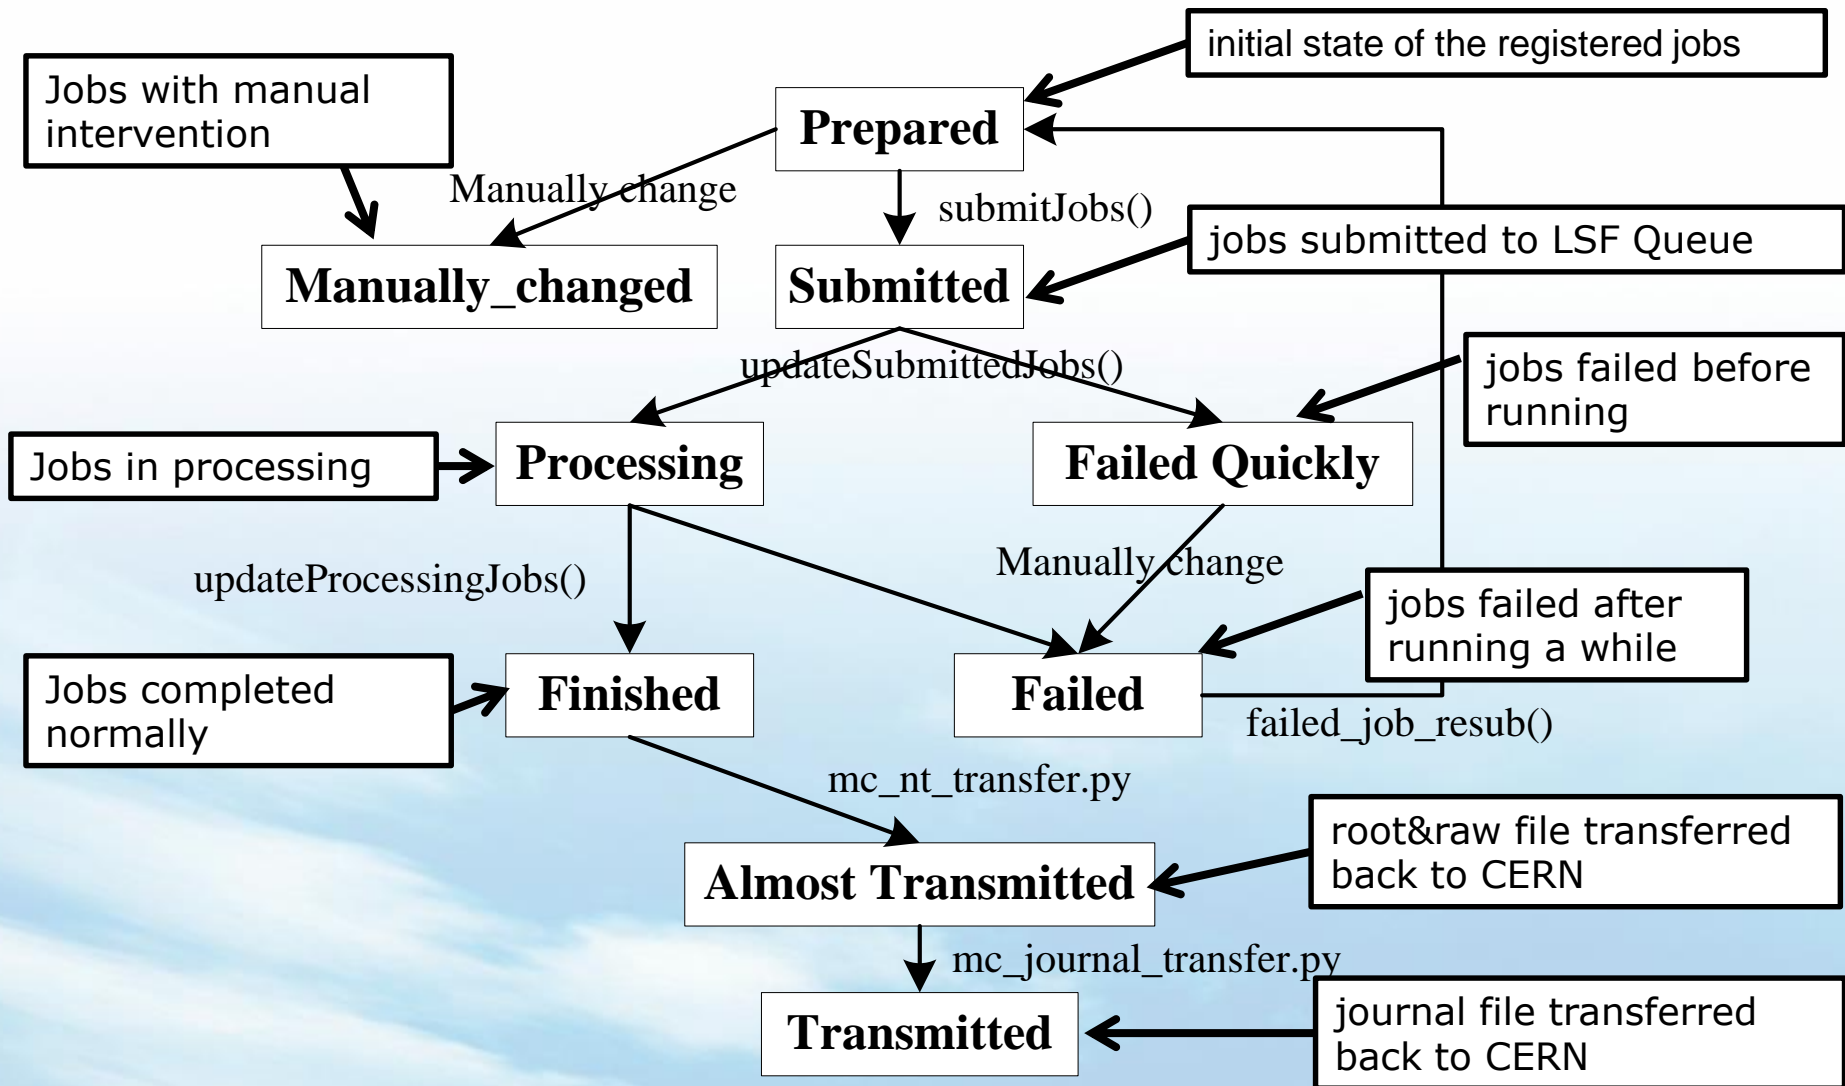 initial state of the registered jobs
Jobs with manual
intervention
Prepared
Manually change
submitJobs()
jobs submitted to LSF Queue
Manually_changed
Submitted
updateSubmittedJobs()
jobs failed before
running
Jobs in processing
Processing
Failed Quickly
Manually change
updateProcessingJobs()
jobs failed after
running a while
Jobs completed
normally
Finished
Failed
failed_job_resub()
mc_nt_transfer.py
root&raw file transferred
back to CERN
Almost Transmitted
mc_journal_transfer.py
journal file transferred
back to CERN
Transmitted